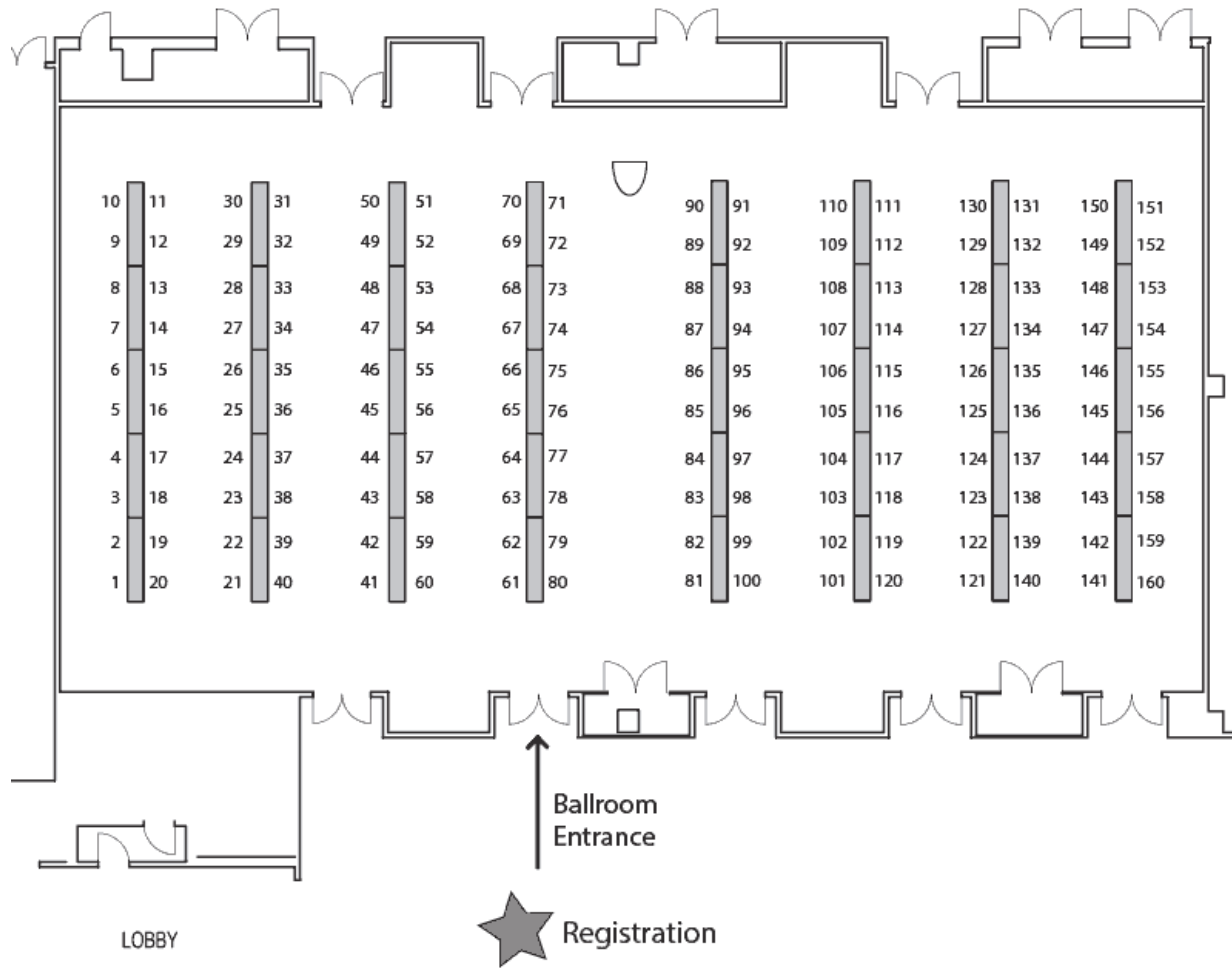 10 11 30 31 50 51 70 71 90 91 110 111 130 131 150 151
9 12 29 32 49 52 69 72 89 92 109 112 129 132 149 152
8 13 28 33 48 53 68 73 88 93 108 113 128 133 148 153
7 14 27 34 47 54 67 74 87 94 107 114 127 134 147 154
6 15 26 35 46 55 66 75 86 95 106 115 126 135 146 155
5 16 25 36 45 56 65 76 85 96 105 116 125 136 145 156
4 17 24 37 44 57 64 77 84 97 104 117 124 137 144 157
3 18 23 38 43 58 63 78 83 98 103 118 123 138 143 158
2 19 22 39 42 59 62 79 82 99 102 119 122 139 142 159
1 20 21 40 41 60 61 80 81 100 101 120 121 140 141 160
Ballroom
Entrance
Registration
LOBBY